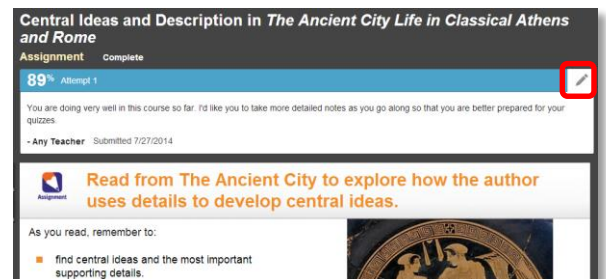 Central Ideas and Description in The Ancient City Life in Classical Athens
and Rome
Assignment Complete
89% Attempt 1
You are doing very well in this course so far. I'd like you to take more detailed notes as you go along so that you are better prepared for your
quizzes.
- Any Teacher Submitted 7/27/2014
Read from The Ancient City to explore how the author
uses details to develop central ideas.
Assignment
As you read, remember to:
find central ideas and the most important
supporting details.